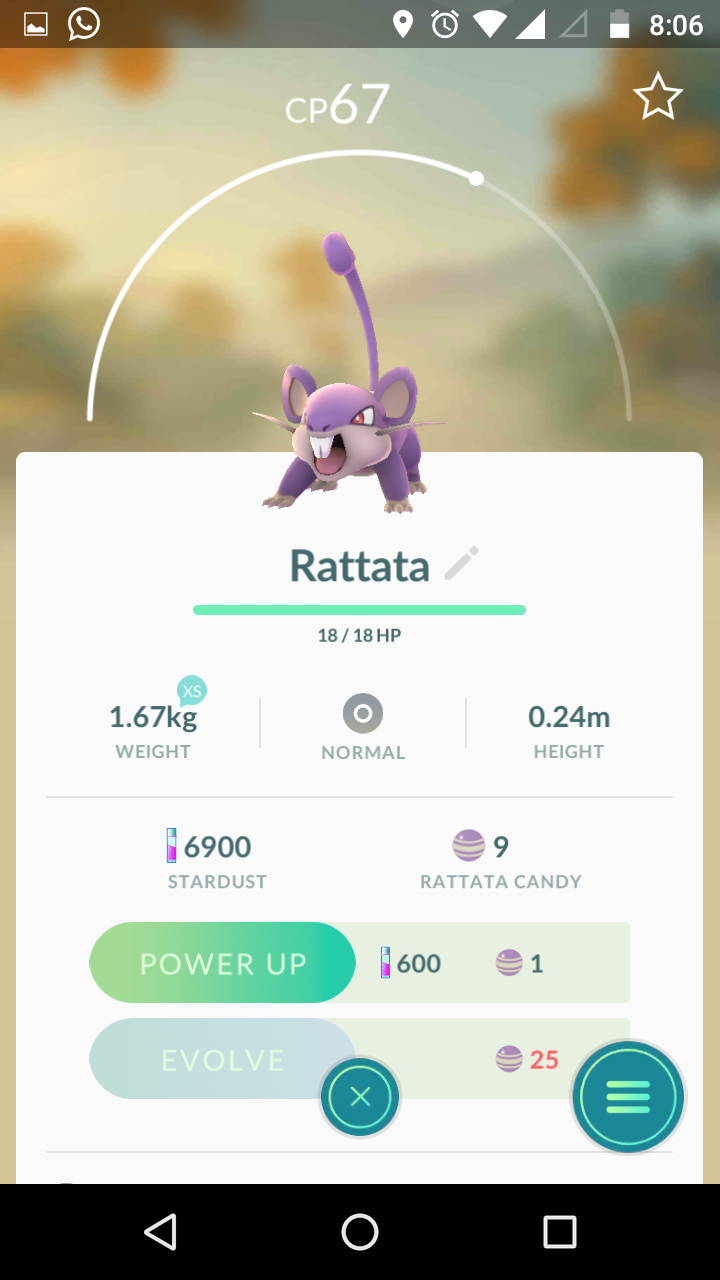 8:06
CP67
Rattata
18 / 18 HP
XS
1.67kg
WEIGHT
NORMAL
0.24m
HEIGHT
6900
STARDUST
9
RATTATA CANDY
POWER UP 600 1
EVOLVE 25